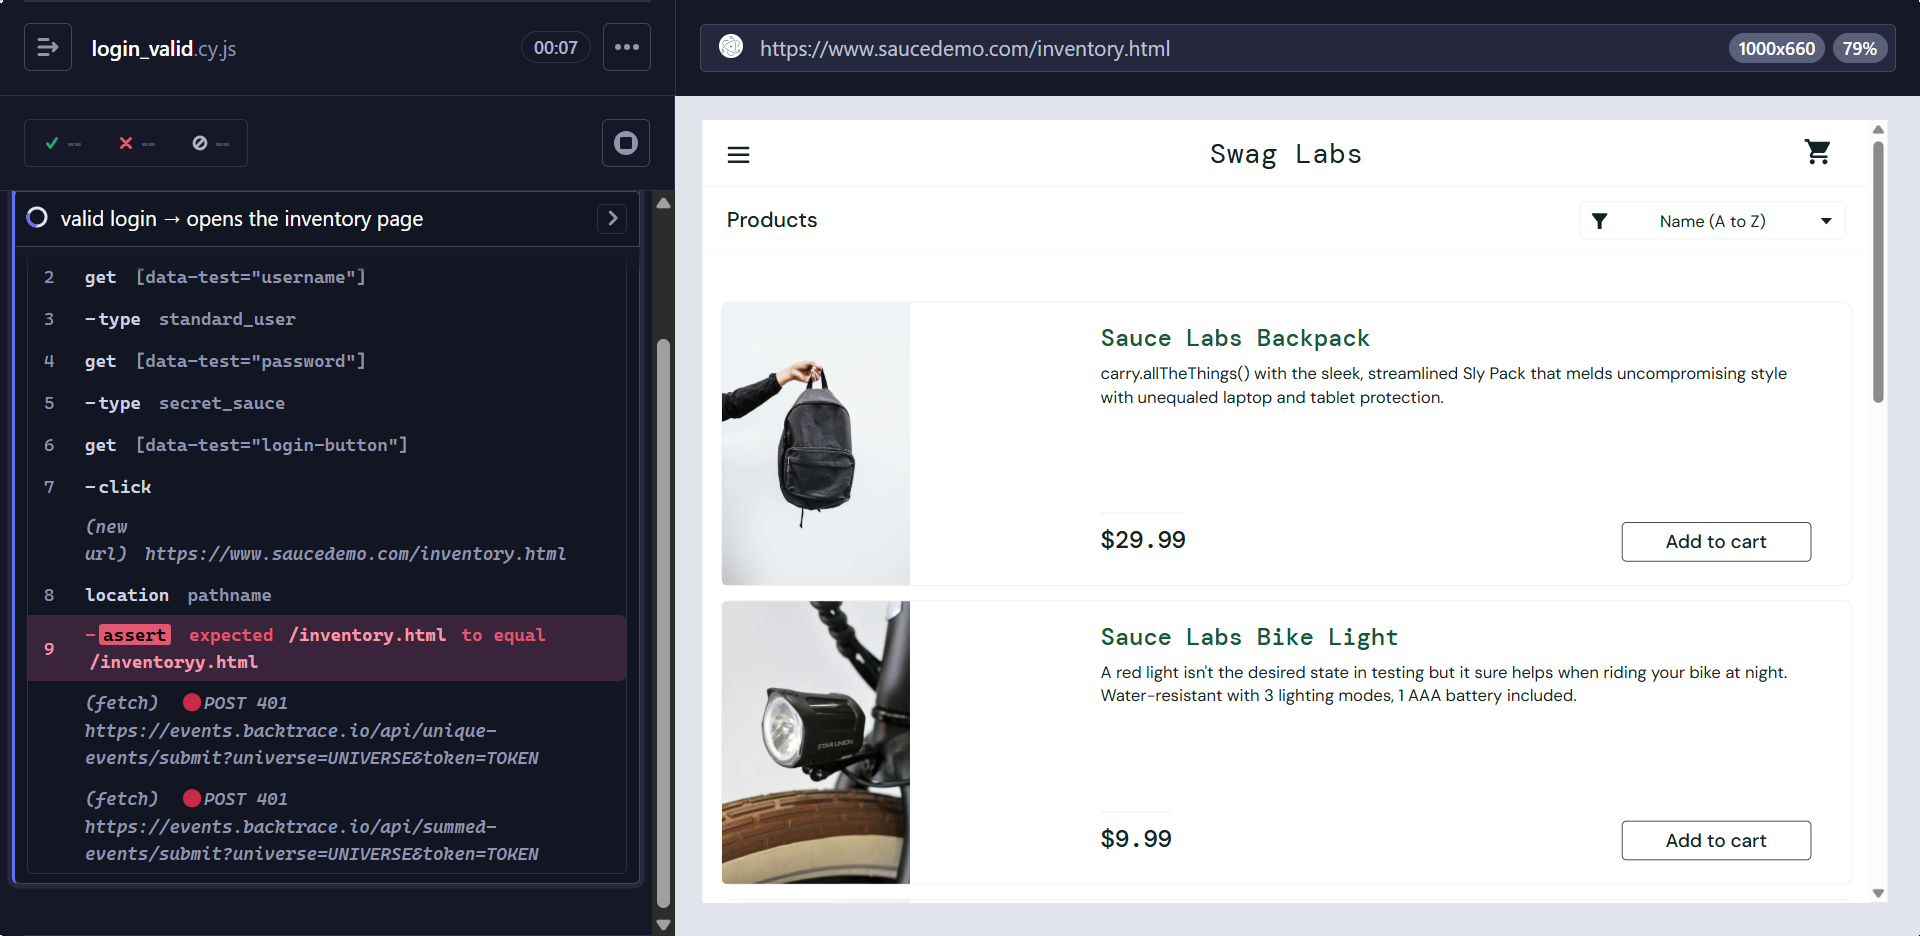 login_valid.cy.js
00:07
--
--
--
valid login → opens the inventory page
2 get [data-test="username"]
3 -type standard_user
4 get [data-test="password"]
5 -type secret_sauce
6 get [data-test="login-button"]
7 -click
(new
url) https://www.saucedemo.com/inventory.html
8 location pathname
9 -assert expected /inventory.html to equal
/inventoryy.html
(fetch) POST 401
https://events.backtrace.io/api/unique-
events/submit?universe=UNIVERSE&token=TOKEN
(fetch) POST 401
https://events.backtrace.io/api/summed-
events/submit?universe=UNIVERSE&token=TOKEN
https://www.saucedemo.com/inventory.html
1000x660
79%
Swag Labs
Products
Name (A to Z)
Sauce Labs Backpack
carry.allTheThings() with the sleek, streamlined Sly Pack that melds uncompromising style
with unequaled laptop and tablet protection.
$29.99
Add to cart
Sauce Labs Bike Light
A red light isn't the desired state in testing but it sure helps when riding your bike at night.
Water-resistant with 3 lighting modes, 1 AAA battery included.
STAR UNION
$9.99
Add to cart